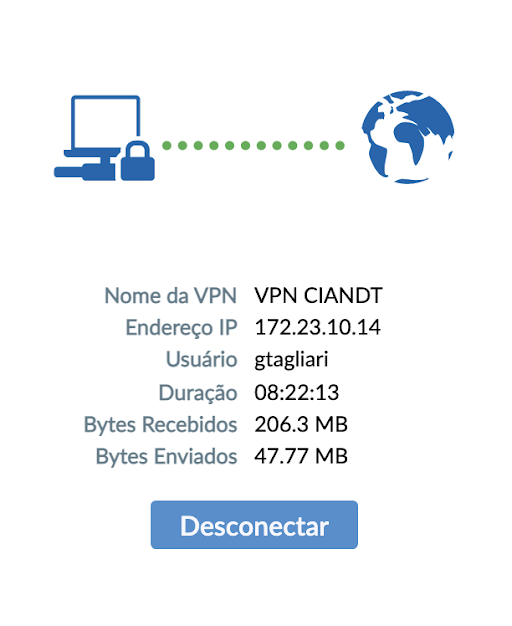 Nome da VPN VPN CIANDT
Endereço IP 172.23.10.14
Usuário gtagliari
Duração 08:22:13
Bytes Recebidos 206.3 MB
Bytes Enviados 47.77 MB
Desconectar